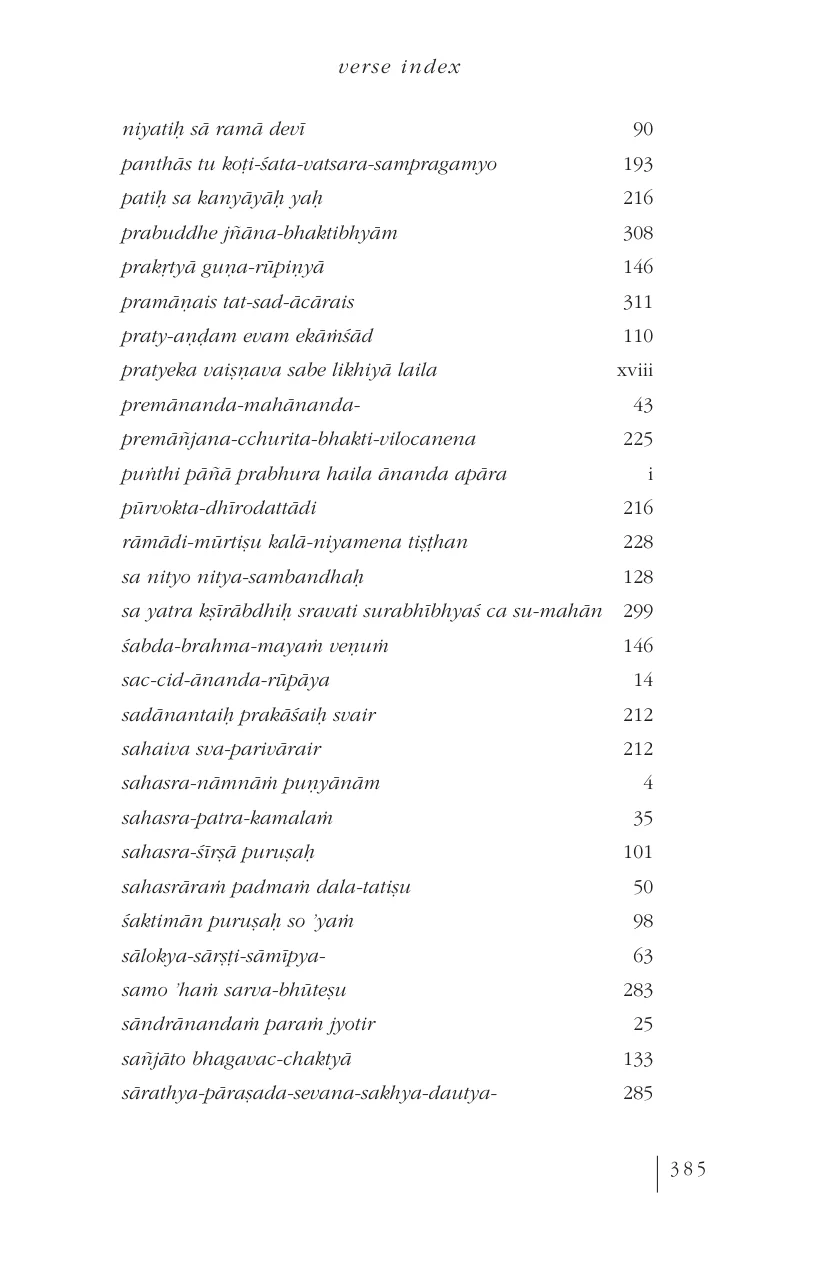 verse index
niyatiḥ sā ramā devī 90
panthās tu koṭi-śata-vatsara-sampragamyo 193
patiḥ sa kanyāyāḥ yaḥ 216
prabuddhe jñāna-bhaktibhyām 308
prakṛtyā guṇa-rūpiṇyā 146
pramāṇais tat-sad-ācārais 311
praty-aṇḍam evam ekāṁśād 110
pratyeka vaiṣṇava sabe likhiyā laila xviii
premānanda-mahānanda- 43
premāñjana-cchurita-bhakti-vilocanena 225
puṅthi pāñā prabhura haila ānanda apāra i
pūrvokta-dhīrodattādi 216
rāmādi-mūrtiṣu kalā-niyamena tiṣṭhan 228
sa nityo nitya-sambandhaḥ 128
sa yatra kṣīrābdhiḥ sravati surabhībhyaś ca su-mahān 299
śabda-brahma-mayaṁ veṇuṁ 146
sac-cid-ānanda-rūpāya 14
sadānantaiḥ prakāśaiḥ svair 212
sahaiva sva-parivārair 212
sahasra-nāmnāṁ puṇyānām 4
sahasra-patra-kamalaṁ 35
sahasra-śīrṣā puruṣaḥ 101
sahasrāraṁ padmaṁ dala-tatiṣu 50
śaktimān puruṣaḥ so ’yaṁ 98
sālokya-sārṣṭi-sāmīpya- 63
samo ’haṁ sarva-bhūteṣu 283
sāndrānandaṁ paraṁ jyotir 25
sañjāto bhagavac-chaktyā 133
sārathya-pāraṣada-sevana-sakhya-dautya- 285
385